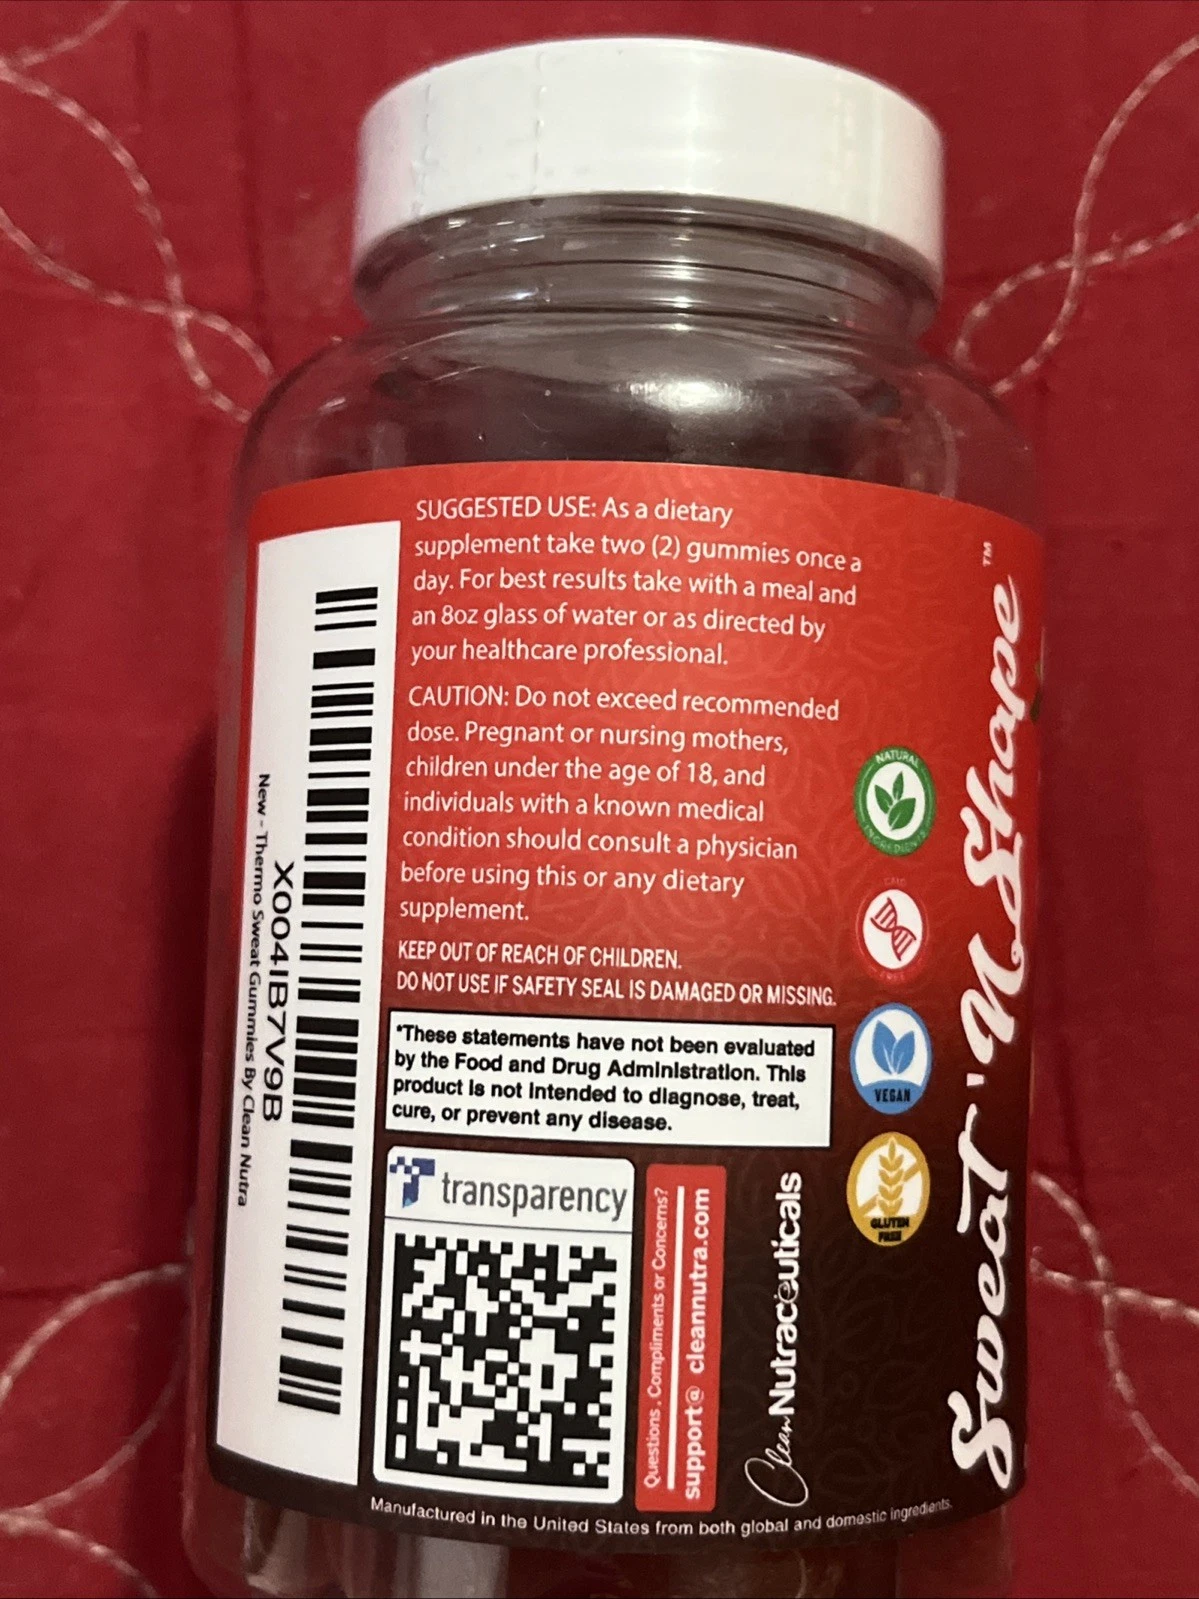 SUGGESTED USE: As a dietary
supplement take two (2) gummies once a
day. For best results take with a meal and
an 8oz glass of water or as directed by
your healthcare professional.
CAUTION: Do not exceed recommended
dose. Pregnant or nursing mothers,
children under the age of 18, and
individuals with a known medical
condition should consult a physician
before using this or any dietary
supplement.
KEEP OUT OF REACH OF CHILDREN.
DO NOT USE IF SAFETY SEAL IS DAMAGED OR MISSING.
*These statements have not been evaluated
by the Food and Drug Administration. This
product is not intended to diagnose, treat,
cure, or prevent any disease.
transparency
Questions, Compliments or Concerns?
support@ cleannutra.com
Clean Nutraceuticals
Manufactured in the United States from both global and domestic ingredients.
X004IB7V9B
New - Thermo Sweat Gummies By Clean Nutra
NATURAL
INGREDIENTS
GMO
FREE
VEGAN
GLUTEN
FREE
Sweat 'N Shape™